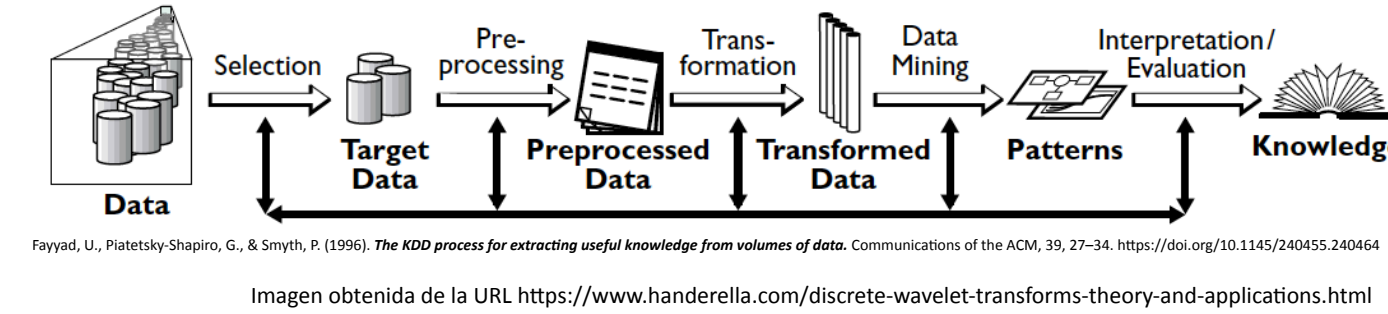 Selection
Pre-
processing
Trans-
formation
Data
Mining
Interpretation/
Evaluation
Data
Target
Data
Preprocessed
Data
Transformed
Data
Patterns
Knowledge
Fayyad, U., Piatetsky-Shapiro, G., & Smyth, P. (1996). The KDD process for extracting useful knowledge from volumes of data. Communications of the ACM, 39, 27–34. https://doi.org/10.1145/240455.240464
Imagen obtenida de la URL https://www.handerella.com/discrete-wavelet-transforms-theory-and-applications.html